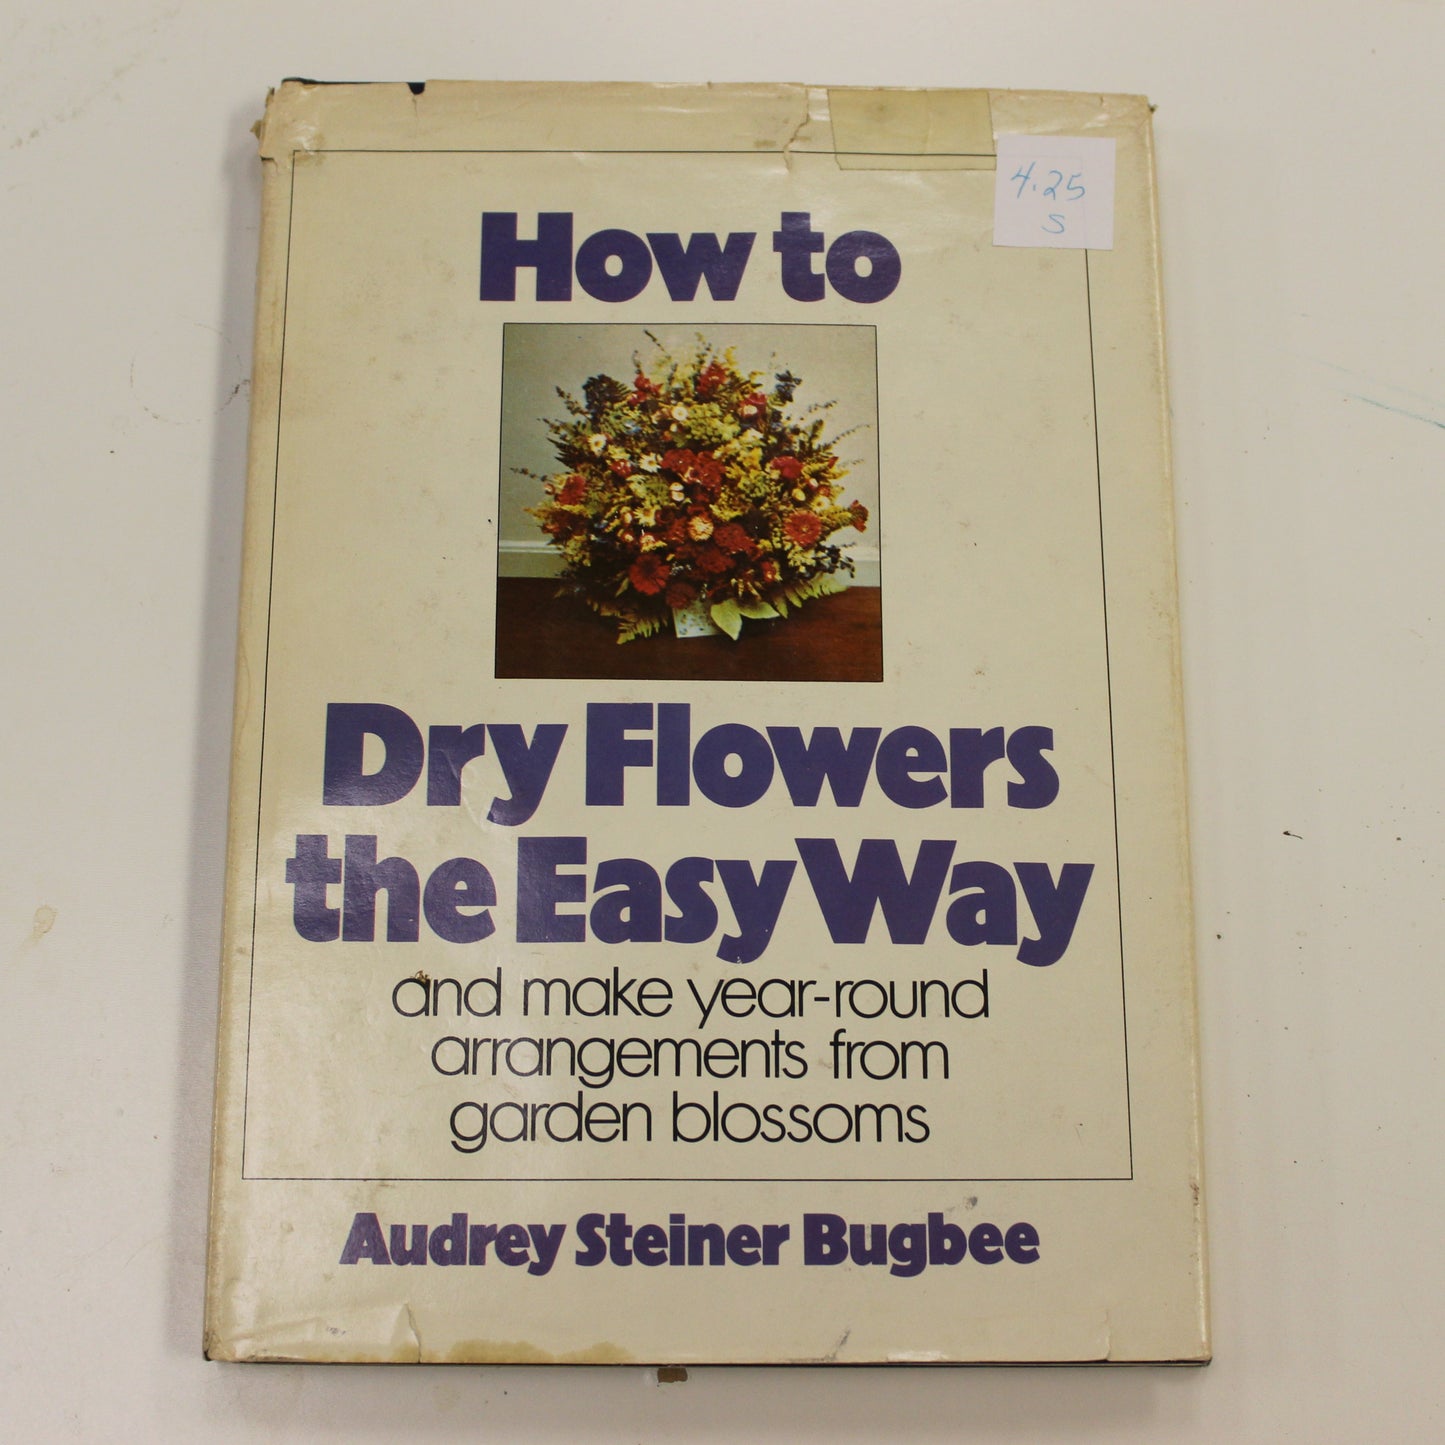 4.25
S
How to
Dry Flowers
the Easy Way
and make year-round
arrangements from
garden blossoms
Audrey Steiner Bugbee